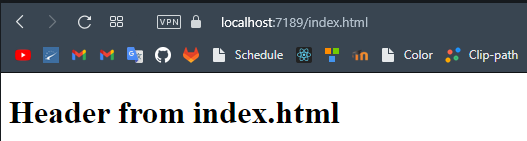 VPN localhost:7189/index.html
Schedule Color Clip-path
Header from index.html